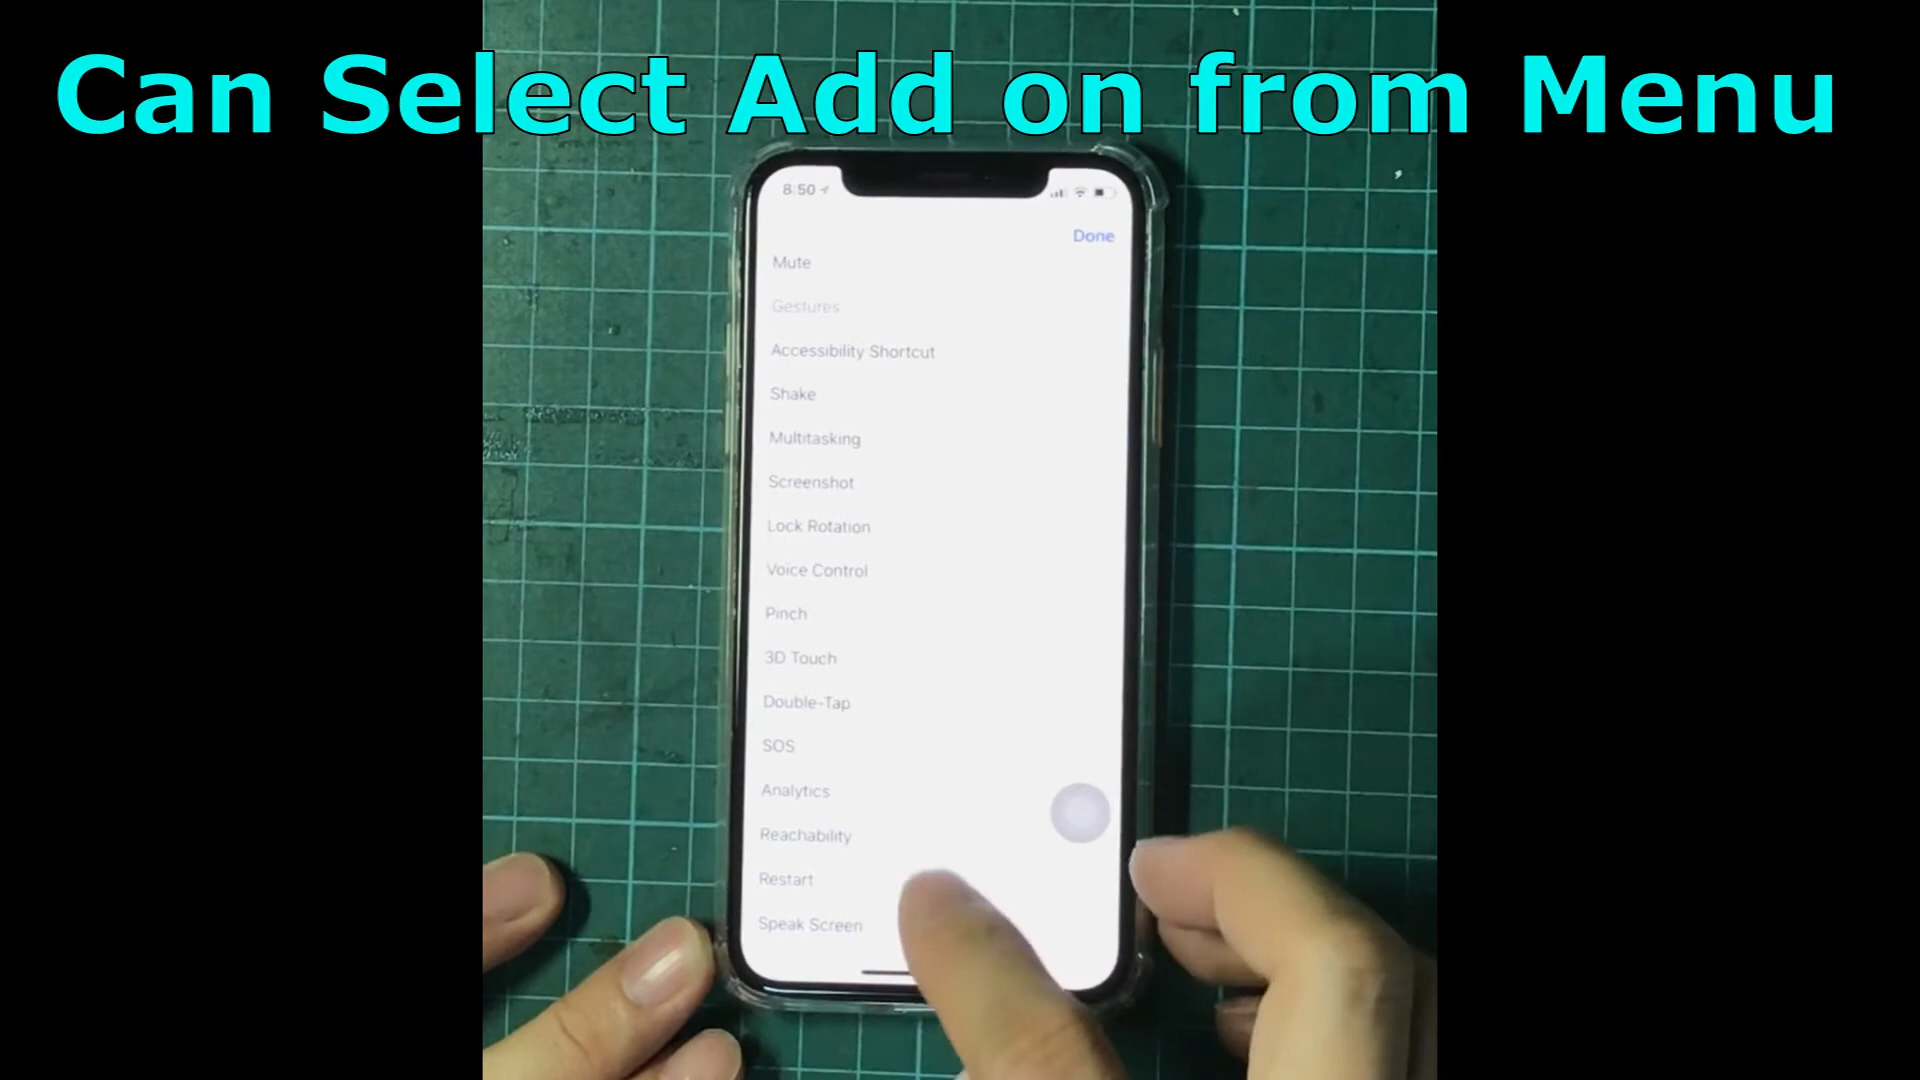 Can Select Add on from Menu
8:50
Done
Mute
Gestures
Accessibility Shortcut
Shake
Multitasking
Screenshot
Lock Rotation
Voice Control
Pinch
3D Touch
Double-Tap
SOS
Analytics
Reachability
Restart
Speak Screen